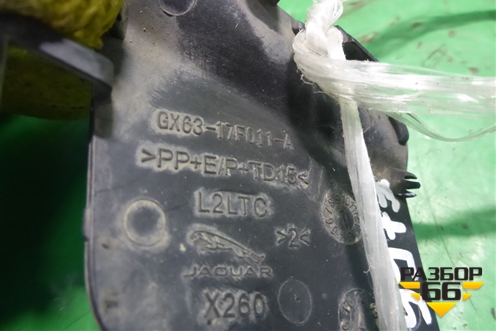 GX63-17F011-A
>PP+E/P-TD15<
L2LTC
>2<
JAGUAR
X260
РАЗБОР
66